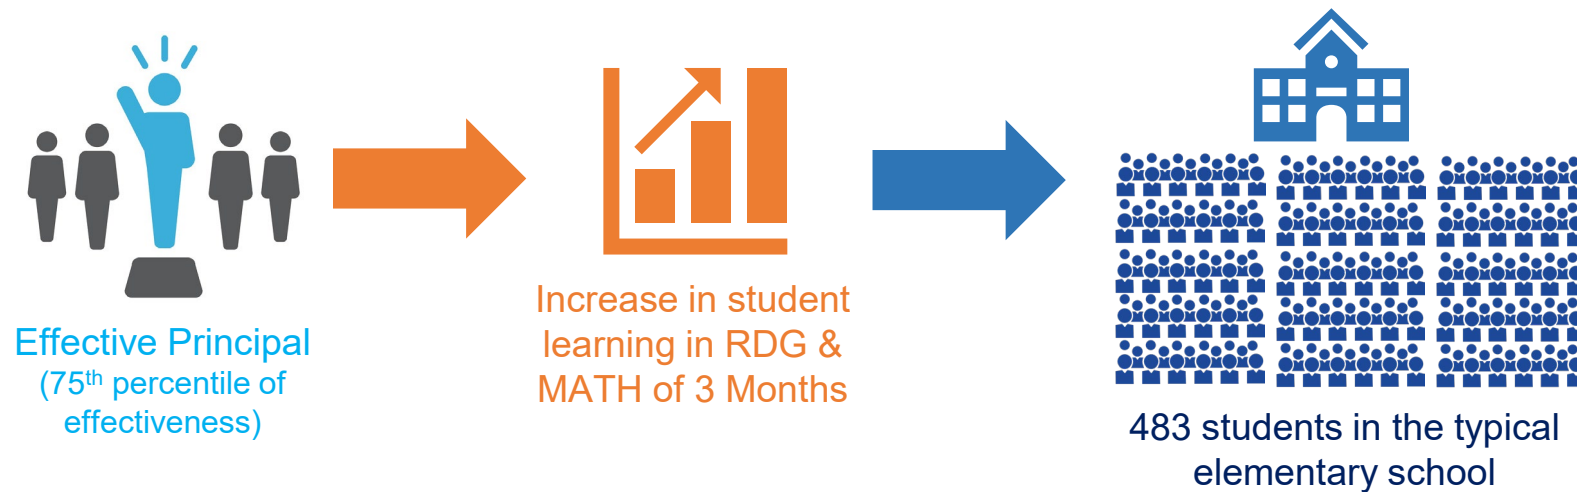 Effective Principal
(75th percentile of
effectiveness)
Increase in student
learning in RDG &
MATH of 3 Months
483 students in the typical
elementary school